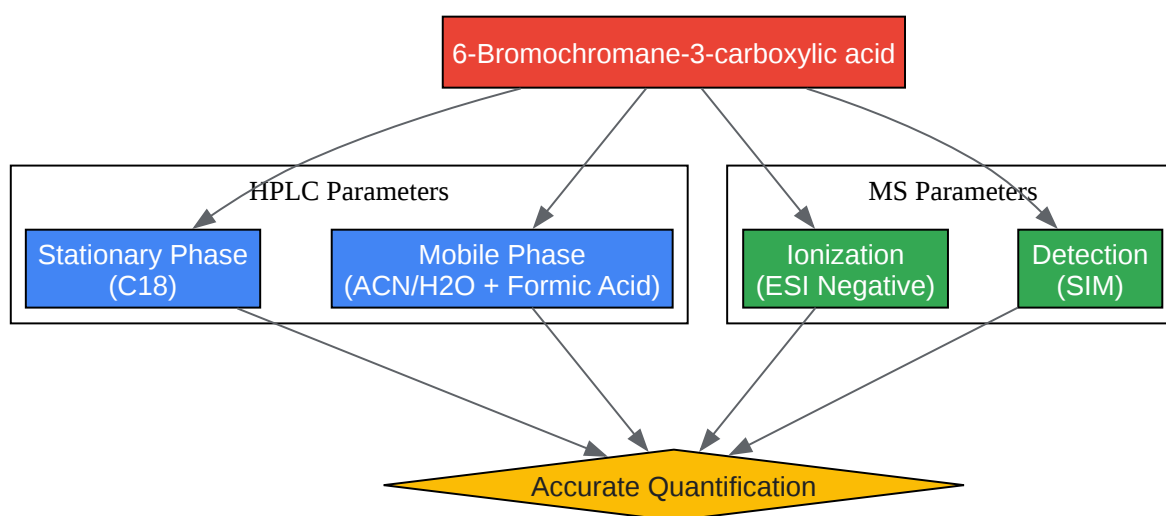 6-Bromochromane-3-carboxylic acid
HPLC Parameters
MS Parameters
Stationary Phase
(C18)
Mobile Phase
(ACN/H2O + Formic Acid)
Ionization
(ESI Negative)
Detection
(SIM)
Accurate Quantification